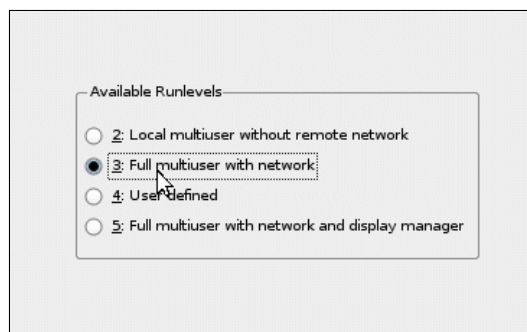 Available Runlevels
2: Local multiuser without remote network
3: Full multiuser with network
4: User defined
5: Full multiuser with network and display manager